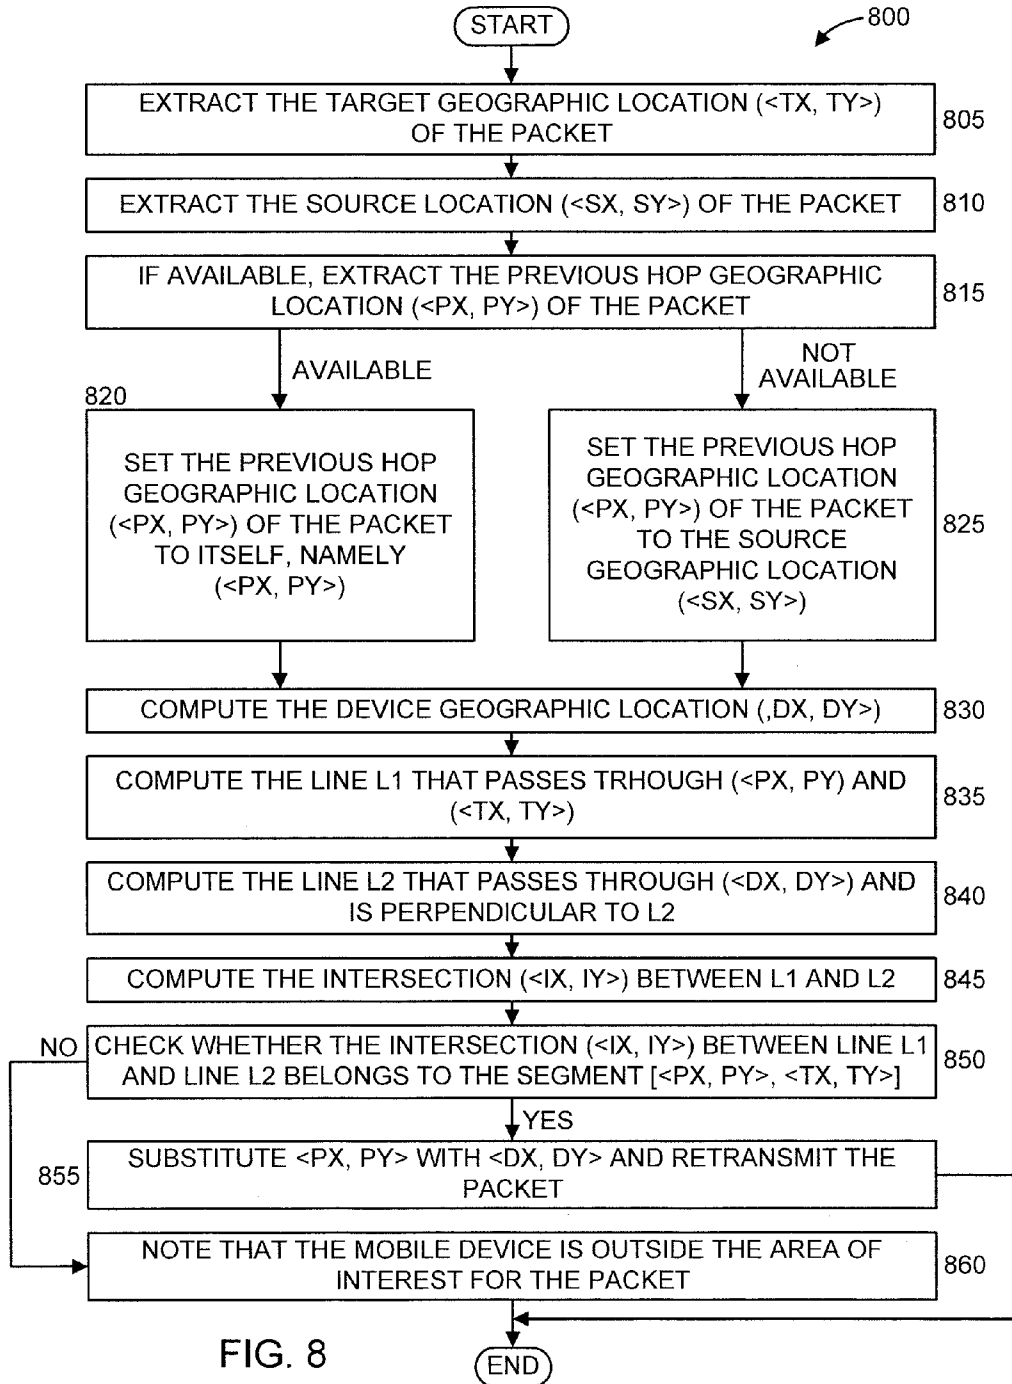 START
800
EXTRACT THE TARGET GEOGRAPHIC LOCATION (<TX, TY>)
OF THE PACKET
805
EXTRACT THE SOURCE LOCATION (<SX, SY>) OF THE PACKET
810
IF AVAILABLE, EXTRACT THE PREVIOUS HOP GEOGRAPHIC
LOCATION (<PX, PY>) OF THE PACKET
815
AVAILABLE
NOT
AVAILABLE
820
SET THE PREVIOUS HOP
GEOGRAPHIC LOCATION
(<PX, PY>) OF THE PACKET
TO ITSELF, NAMELY
(<PX, PY>)
SET THE PREVIOUS HOP
GEOGRAPHIC LOCATION
(<PX, PY>) OF THE PACKET
TO THE SOURCE
GEOGRAPHIC LOCATION
(<SX, SY>)
825
COMPUTE THE DEVICE GEOGRAPHIC LOCATION (,DX, DY>)
830
COMPUTE THE LINE L1 THAT PASSES TRHOUGH (<PX, PY) AND
(<TX, TY>)
835
COMPUTE THE LINE L2 THAT PASSES THROUGH (<DX, DY>) AND
IS PERPENDICULAR TO L2
840
COMPUTE THE INTERSECTION (<IX, IY>) BETWEEN L1 AND L2
845
NO
CHECK WHETHER THE INTERSECTION (<IX, IY>) BETWEEN LINE L1
AND LINE L2 BELONGS TO THE SEGMENT [<PX, PY>, <TX, TY>]
850
YES
855
SUBSTITUTE <PX, PY> WITH <DX, DY> AND RETRANSMIT THE
PACKET
NOTE THAT THE MOBILE DEVICE IS OUTSIDE THE AREA OF
INTEREST FOR THE PACKET
860
FIG. 8
END